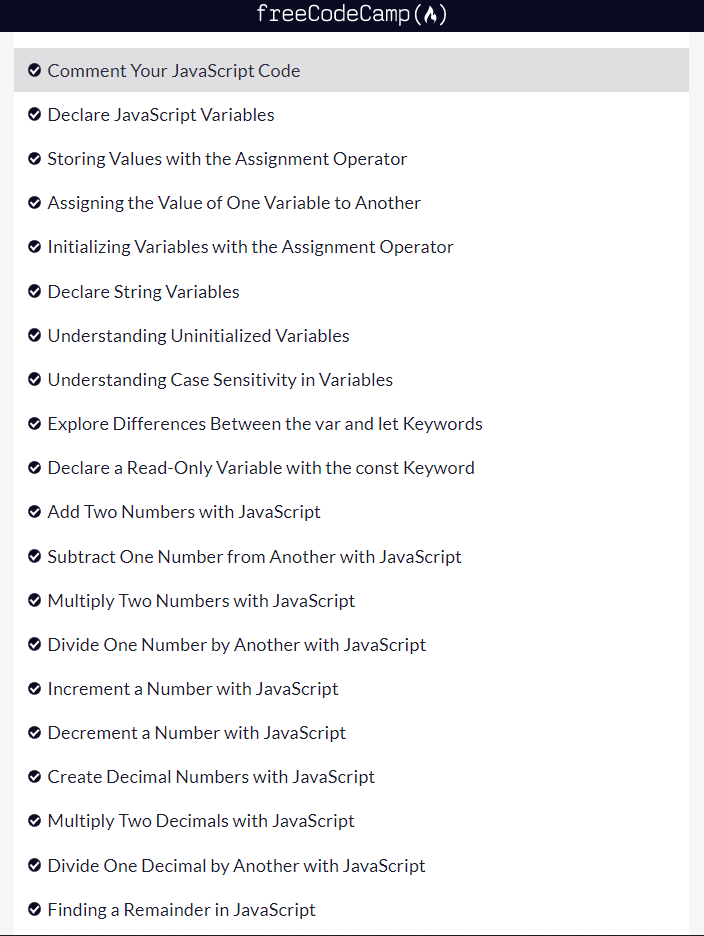 freeCodeCamp(🔥)
Comment Your JavaScript Code
Declare JavaScript Variables
Storing Values with the Assignment Operator
Assigning the Value of One Variable to Another
Initializing Variables with the Assignment Operator
Declare String Variables
Understanding Uninitialized Variables
Understanding Case Sensitivity in Variables
Explore Differences Between the var and let Keywords
Declare a Read-Only Variable with the const Keyword
Add Two Numbers with JavaScript
Subtract One Number from Another with JavaScript
Multiply Two Numbers with JavaScript
Divide One Number by Another with JavaScript
Increment a Number with JavaScript
Decrement a Number with JavaScript
Create Decimal Numbers with JavaScript
Multiply Two Decimals with JavaScript
Divide One Decimal by Another with JavaScript
Finding a Remainder in JavaScript